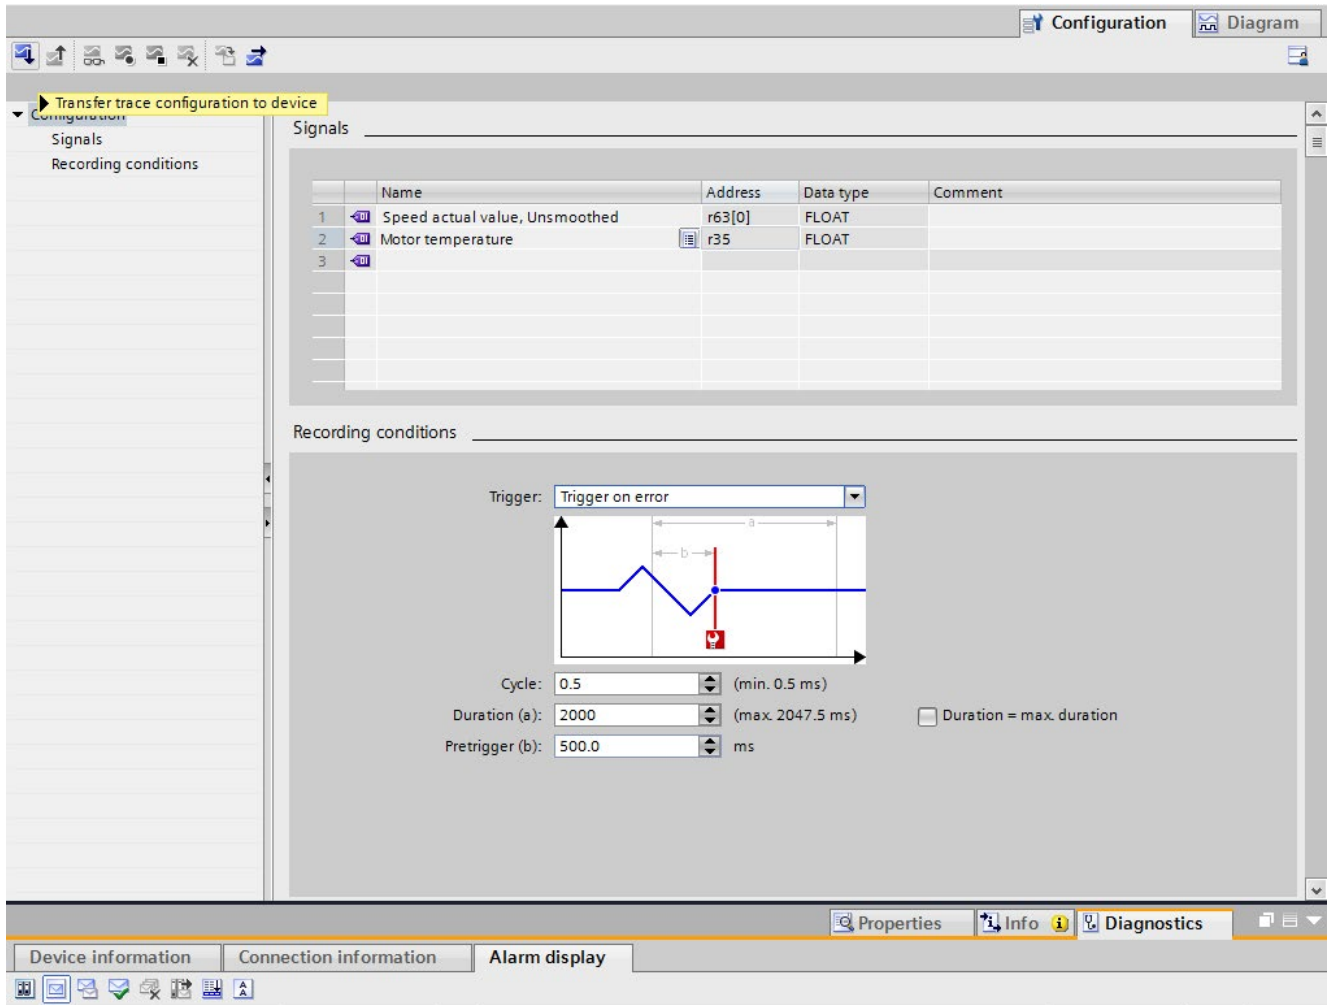 Configuration
Diagram
Transfer trace configuration to device
Configuration
Signals
Recording conditions
Signals
Name Address Data type Comment
1 Speed actual value, Unsmoothed r63[0] FLOAT
2 Motor temperature r35 FLOAT
3
Recording conditions
Trigger: Trigger on error
a
b
Cycle: 0.5 (min. 0.5 ms)
Duration (a): 2000 (max. 2047.5 ms) Duration = max. duration
Pretrigger (b): 500.0 ms
Properties Info Diagnostics
Device information Connection information Alarm display